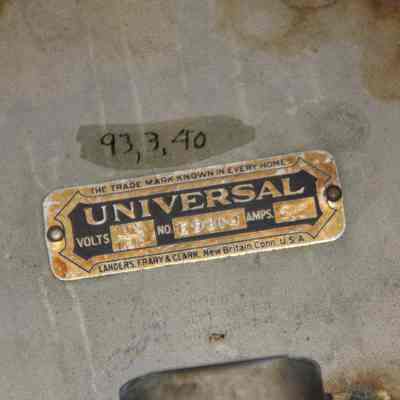 93,3,40
THE TRADE MARK KNOWN IN EVERY HOME
UNIVERSAL
VOLTS NO. AMPS.
LANDERS, FRARY & CLARK, New Britain Conn. U.S.A.